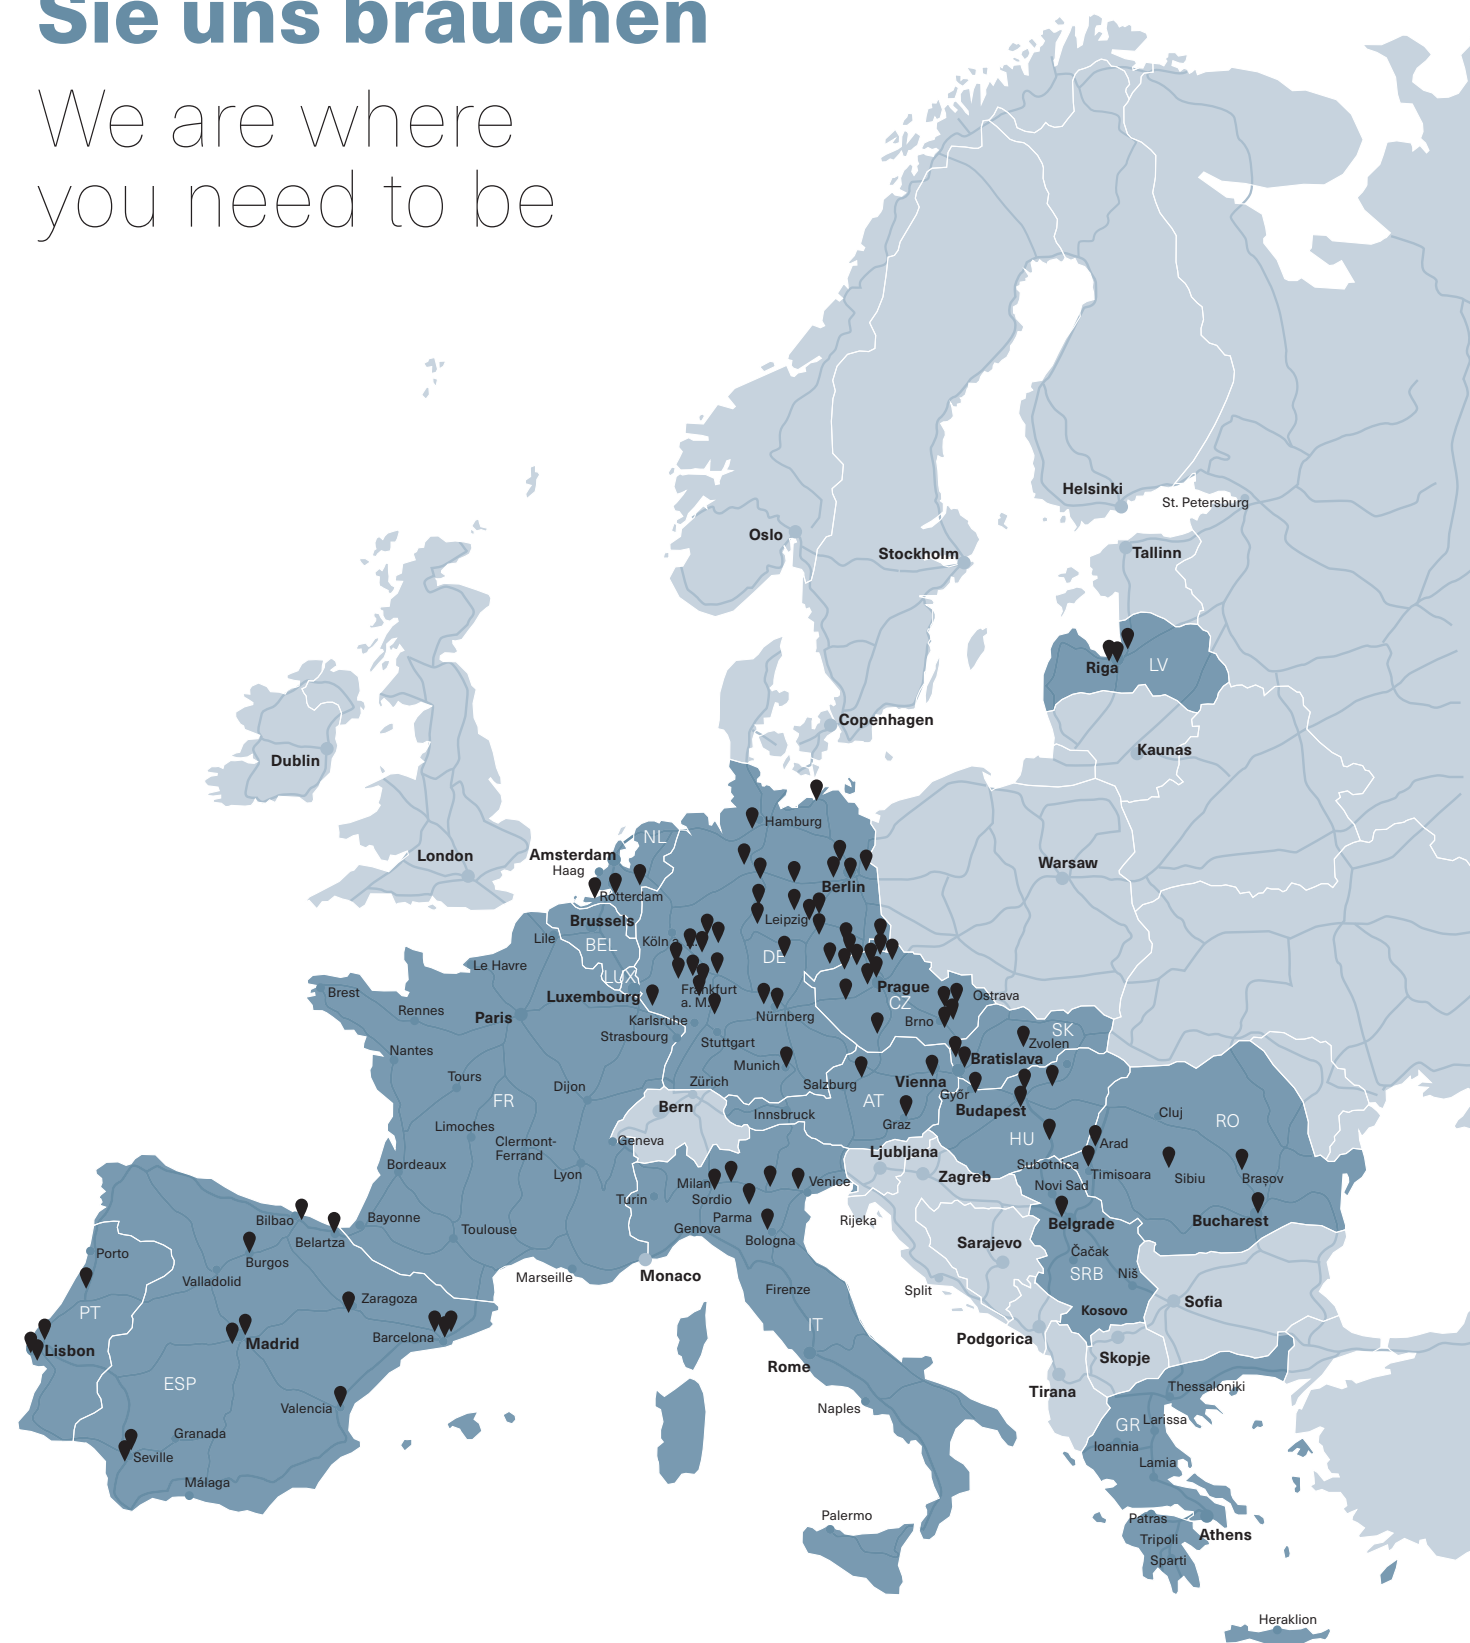 Sie uns brauchen
We are where
you need to be
Helsinki
St. Petersburg
Oslo
Stockholm
Tallinn
Riga
LV
Copenhagen
Kaunas
Dublin
Hamburg
NL
London
Amsterdam
Haag
Warsaw
Berlin
Rotterdam
Brussels
Leipzig
Lile
BEL
Köln a.
DE
Le Havre
LUX
Prague
Frankfurt
a. M.
Brest
Luxembourg
Ostrava
CZ
Rennes
Paris
Nürnberg
Karlsruhe
Brno
Strasbourg
SK
Stuttgart
Zvolen
Nantes
Bratislava
Munich
Tours
Zürich
Salzburg
Vienna
Dijon
Győr
FR
Bern
AT
Budapest
Innsbruck
Cluj
RO
Limoches
Graz
Clermont-
Ferrand
Geneva
HU
Arad
Ljubljana
Bordeaux
Subotnica
Lyon
Zagreb
Timisoara
Sibiu
Brașov
Milan
Venice
Novi Sad
Turin
Sordio
Bayonne
Parma
Bilbao
Rijeka
Belgrade
Bucharest
Toulouse
Genova
Belartza
Bologna
Sarajevo
Porto
Čačak
Burgos
SRB
Niš
Valladolid
Marseille
Monaco
Firenze
Split
Zaragoza
Sofia
PT
Kosovo
IT
Barcelona
Podgorica
Madrid
Lisbon
Skopje
Rome
ESP
Thessaloniki
Tirana
Valencia
Naples
Larissa
GR
Granada
Ioannia
Seville
Lamia
Málaga
Palermo
Patras
Athens
Tripoli
Sparti
Heraklion